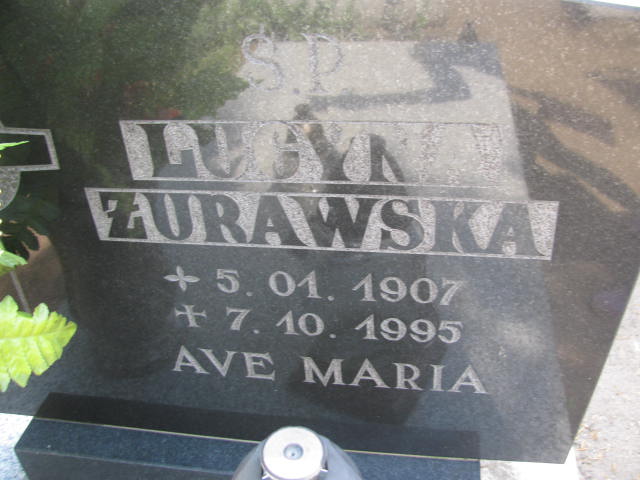 Ś.P.
LUCYNA
ŻURAWSKA
5. 01. 1907
7. 10. 1995
AVE MARIA